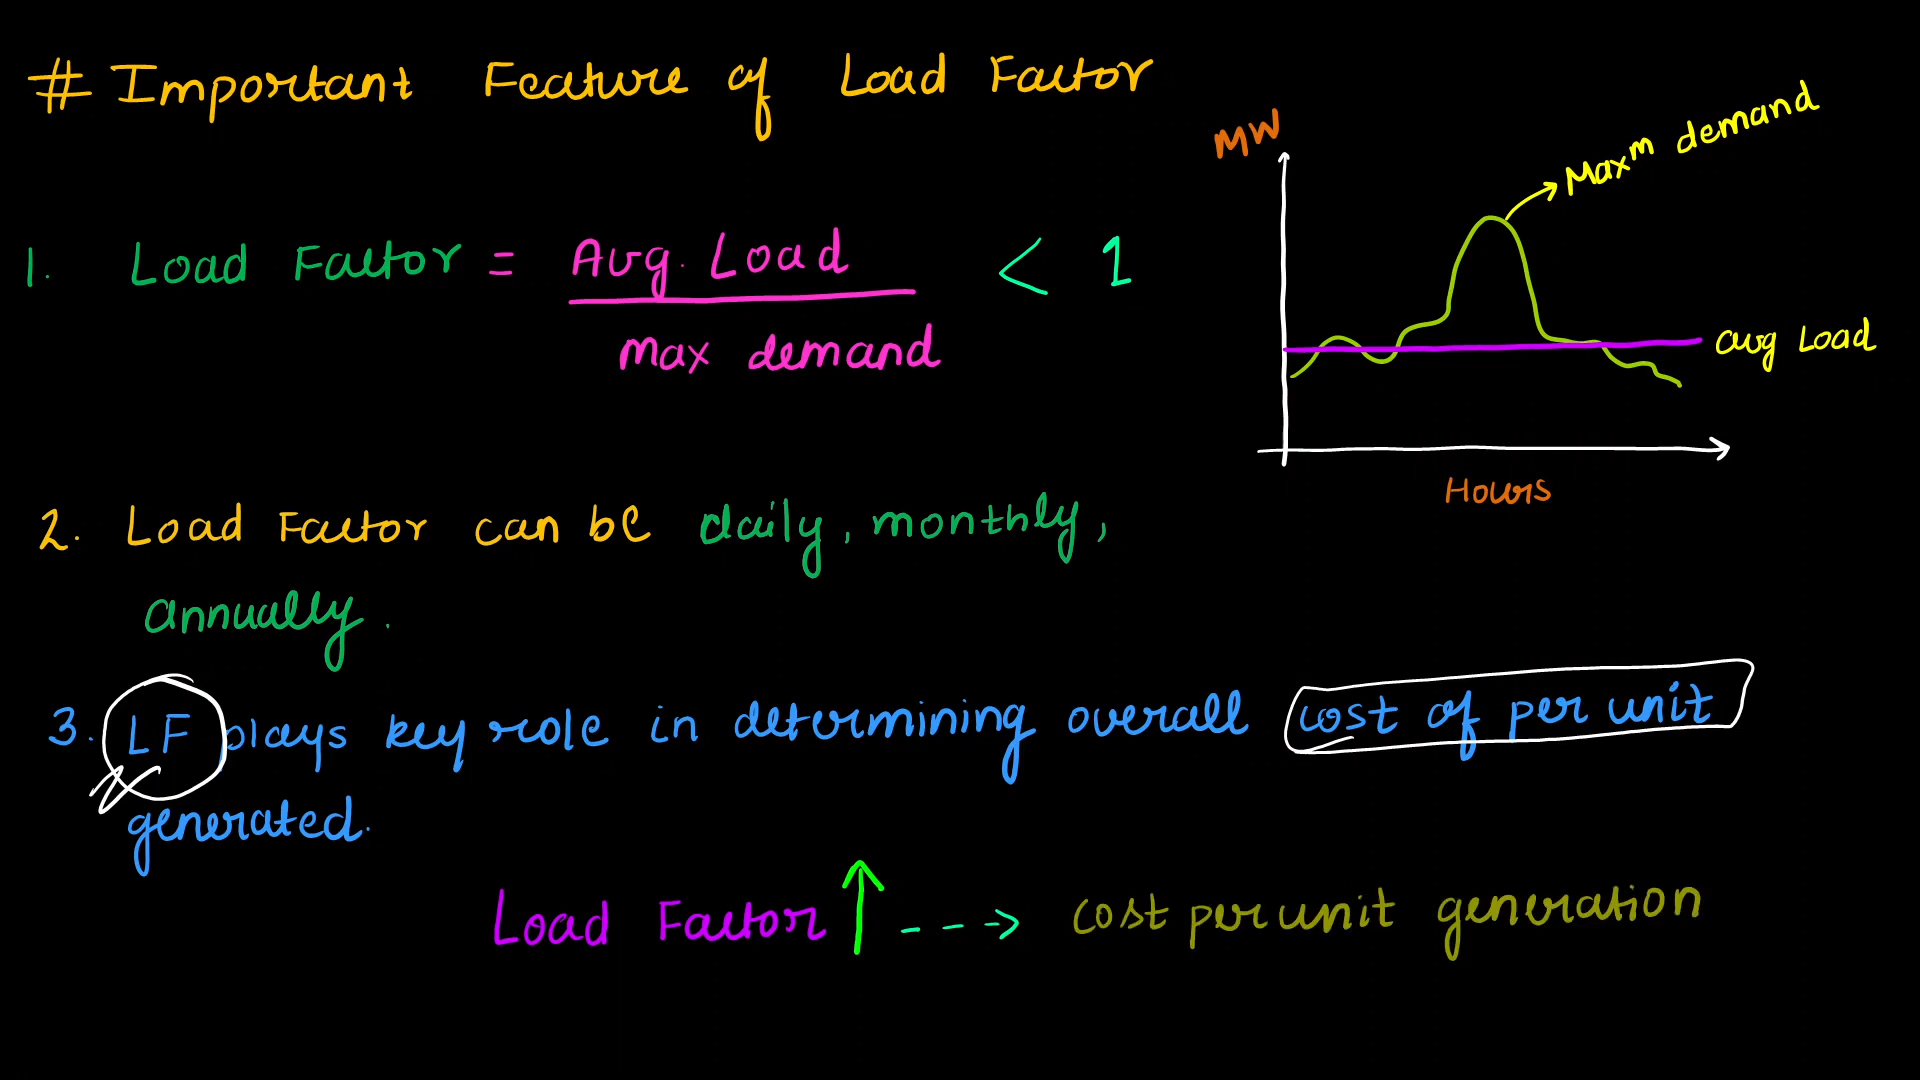 # Important Feature of Load Factor
MW
Maxᵐ demand
1. Load Factor = Avg. Load < 1
max demand
avg Load
Hours
2. Load Factor can be daily, monthly,
annually.
3. LF plays key role in determining overall cost of per unit
generated.
Load Factor ↑ ---> cost per unit generation